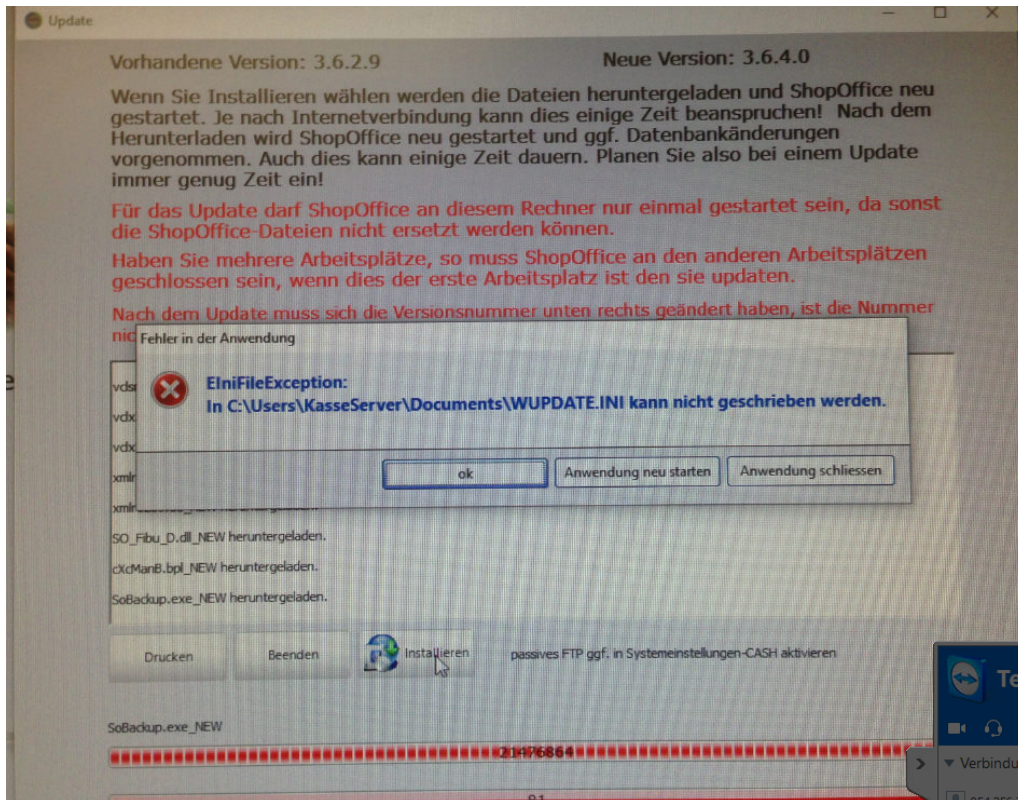 Update
Vorhandene Version: 3.6.2.9
Neue Version: 3.6.4.0
Wenn Sie Installieren wählen werden die Dateien heruntergeladen und ShopOffice neu
gestartet. Je nach Internetverbindung kann dies einige Zeit beanspruchen! Nach dem
Herunterladen wird ShopOffice neu gestartet und ggf. Datenbankänderungen
vorgenommen. Auch dies kann einige Zeit dauern. Planen Sie also bei einem Update
immer genug Zeit ein!
Für das Update darf ShopOffice an diesem Rechner nur einmal gestartet sein, da sonst
die ShopOffice-Dateien nicht ersetzt werden können.
Haben Sie mehrere Arbeitsplätze, so muss ShopOffice an den anderen Arbeitsplätzen
geschlossen sein, wenn dies der erste Arbeitsplatz ist den sie updaten.
Nach dem Update muss sich die Versionsnummer unten rechts geändert haben, ist die Nummer
Fehler in der Anwendung
EIniFileException:
In C:\Users\KasseServer\Documents\WUPDATE.INI kann nicht geschrieben werden.
ok
Anwendung neu starten
Anwendung schliessen
SO_Fibu_D.dll_NEW heruntergeladen.
cXcManB.bpl_NEW heruntergeladen.
SoBackup.exe_NEW heruntergeladen.
Drucken
Beenden
Installieren
passives FTP ggf. in Systemeinstellungen-CASH aktivieren
SoBackup.exe_NEW
21476864